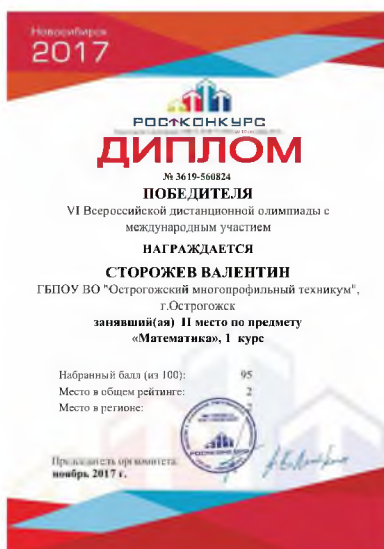 Новосибирск
2017
РОСТКОНКУРС
ДИПЛОМ
№ 3619-560824
ПОБЕДИТЕЛЯ
VI Всероссийской дистанционной олимпиады с
международным участием
НАГРАЖДАЕТСЯ
СТОРОЖЕВ ВАЛЕНТИН
ГБПОУ ВО "Острогожский многопрофильный техникум",
г.Острогожск
занявший(ая) II место по предмету
«Математика», 1 курс
Набранный балл (из 100): 95
Место в общем рейтинге: 2
Место в регионе:
Председатель оргкомитета:
ноябрь 2017 г.
РОСТКОНКУРС